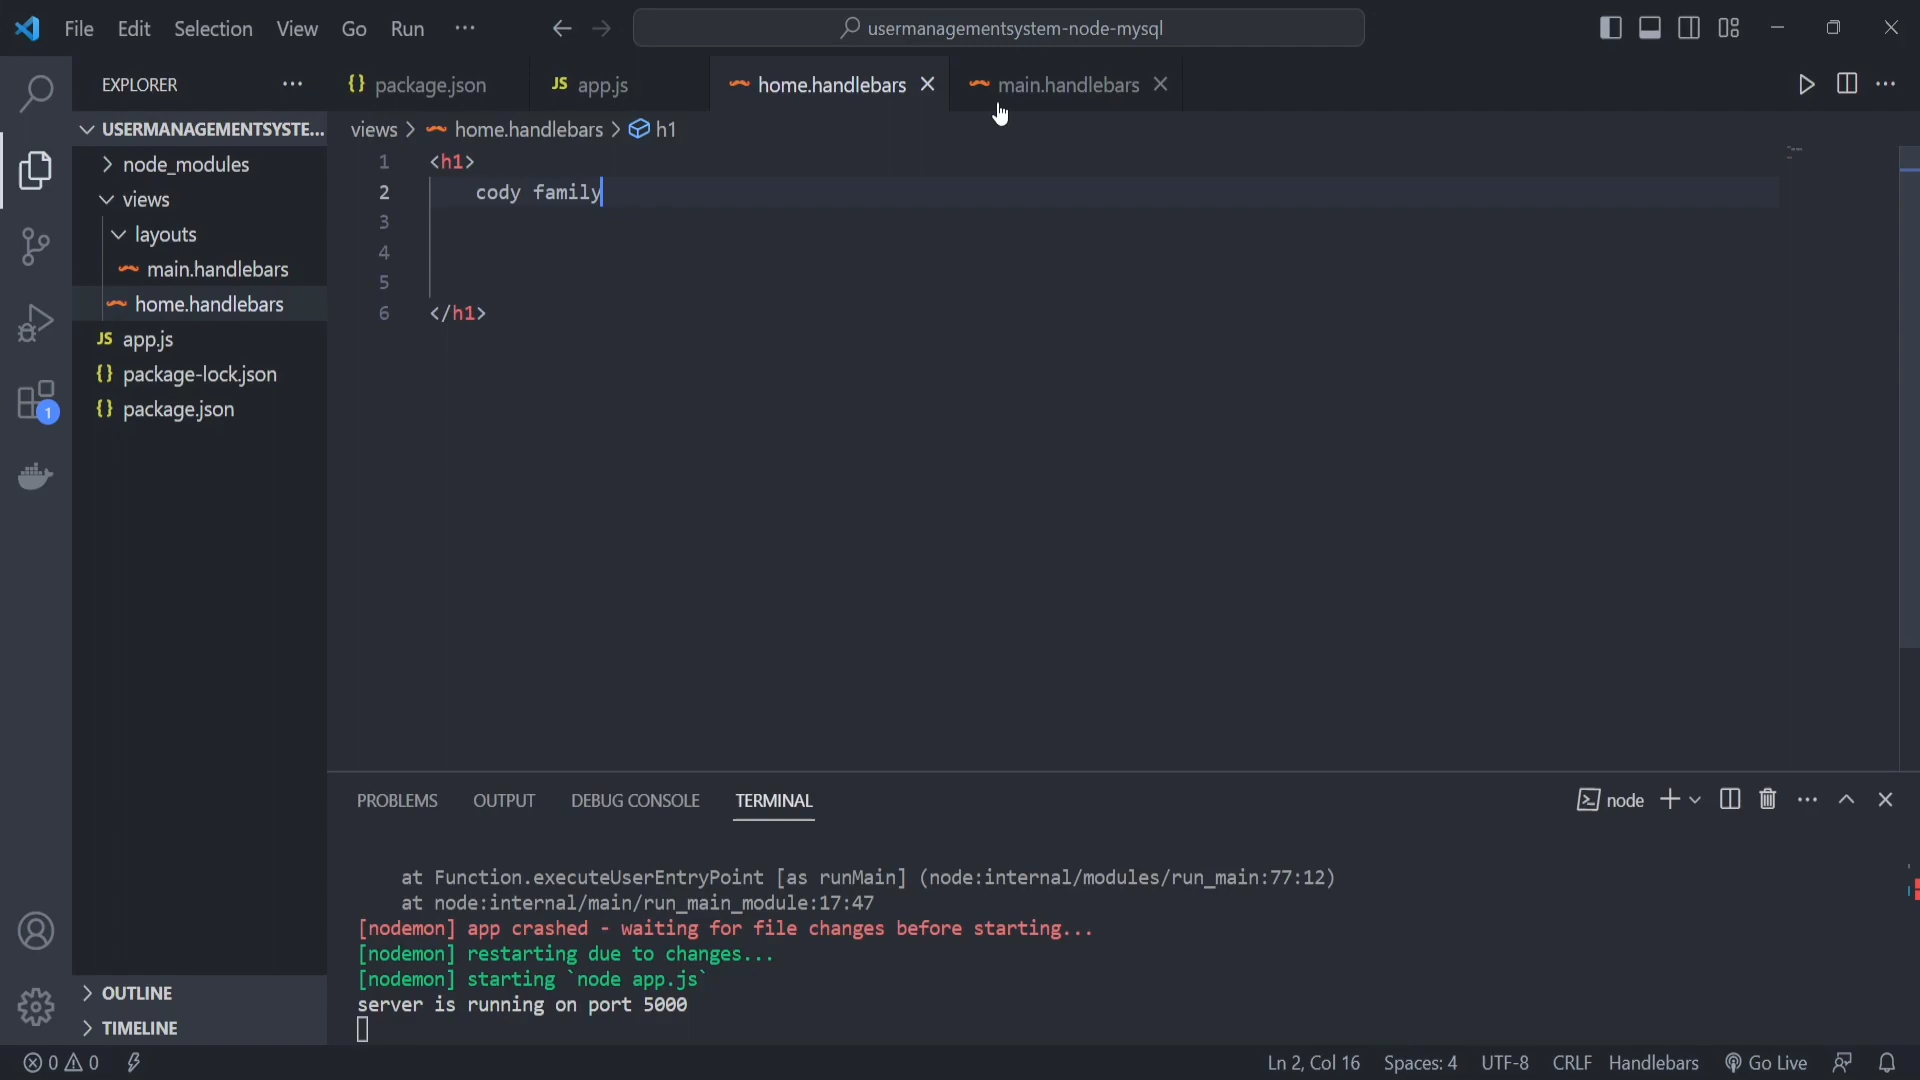 File Edit Selection View Go Run ···
usermanagementsystem-node-mysql
EXPLORER ···
{} package.json
JS app.js
home.handlebars
main.handlebars
USERMANAGEMENTSYSTE...
node_modules
views
layouts
main.handlebars
home.handlebars
JS app.js
{} package-lock.json
{} package.json
OUTLINE
TIMELINE
1
views > home.handlebars > h1
1 <h1>
2 cody family
3
4
5
6 </h1>
PROBLEMS OUTPUT DEBUG CONSOLE TERMINAL
node
at Function.executeUserEntryPoint [as runMain] (node:internal/modules/run_main:77:12)
at node:internal/main/run_main_module:17:47
[nodemon] app crashed - waiting for file changes before starting...
[nodemon] restarting due to changes...
[nodemon] starting `node app.js`
server is running on port 5000
0 0
Ln 2, Col 16 Spaces: 4 UTF-8 CRLF Handlebars Go Live